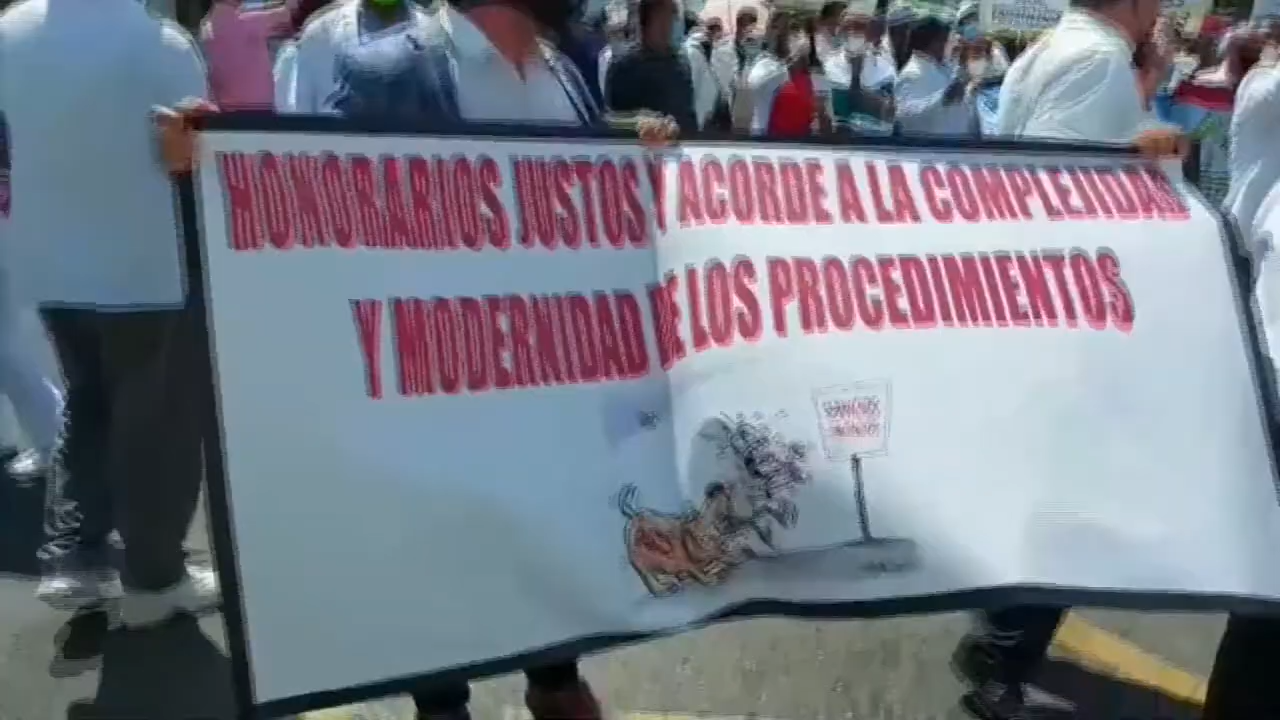 HONORARIOS JUSTOS Y ACORDE A LA COMPLEJIDAD
Y MODERNIDAD DE LOS PROCEDIMIENTOS